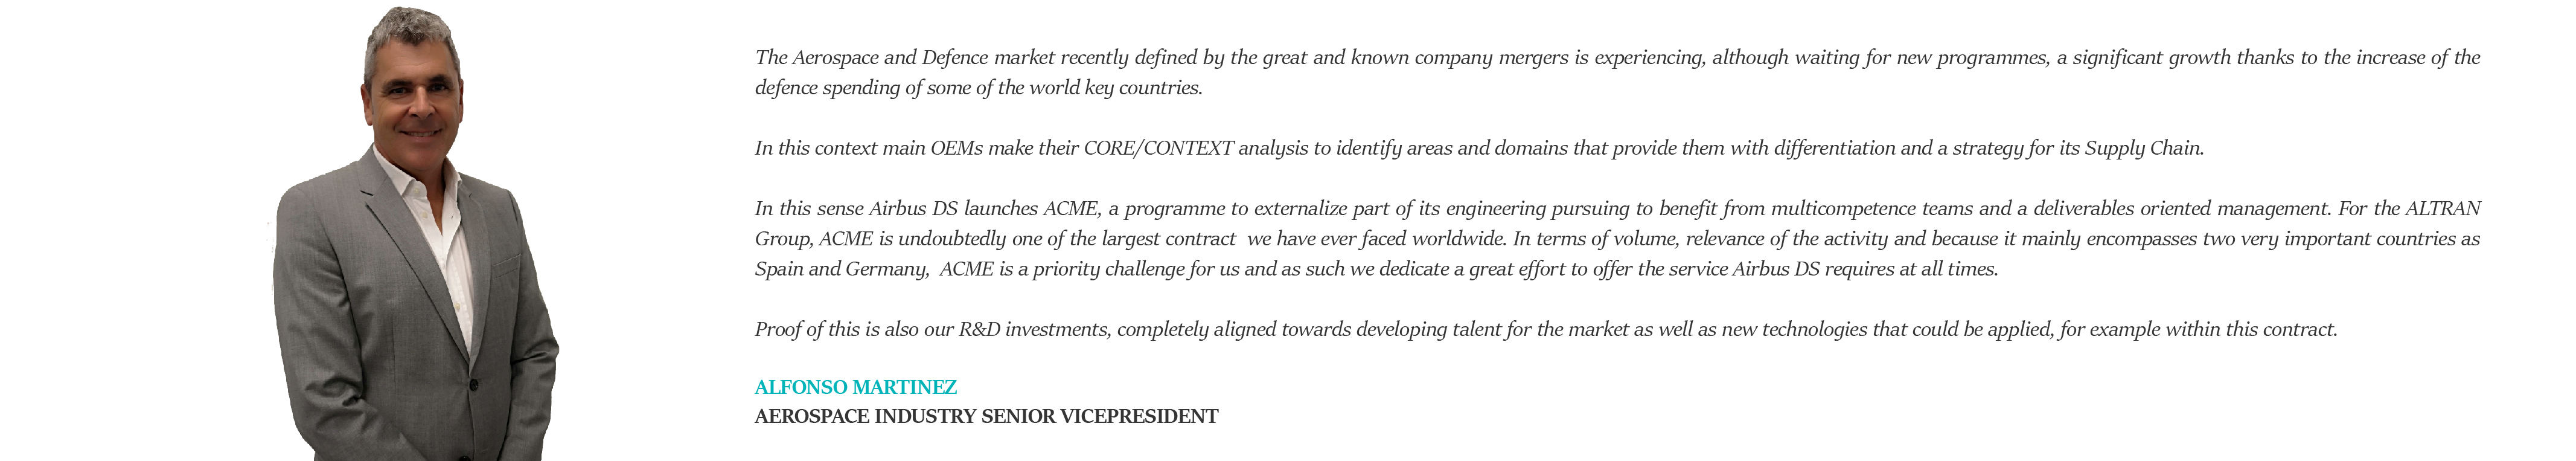 The Aerospace and Defence market recently defined by the great and known company mergers is experiencing, although waiting for new programmes, a significant growth thanks to the increase of the
defence spending of some of the world key countries.
In this context main OEMs make their CORE/CONTEXT analysis to identify areas and domains that provide them with differentiation and a strategy for its Supply Chain.
In this sense Airbus DS launches ACME, a programme to externalize part of its engineering pursuing to benefit from multicompetence teams and a deliverables oriented management. For the ALTRAN
Group, ACME is undoubtedly one of the largest contract  we have ever faced worldwide. In terms of volume, relevance of the activity and because it mainly encompasses two very important countries as
Spain and Germany,  ACME is a priority challenge for us and as such we dedicate a great effort to offer the service Airbus DS requires at all times.
Proof of this is also our R&D investments, completely aligned towards developing talent for the market as well as new technologies that could be applied, for example within this contract.
ALFONSO MARTINEZ
AEROSPACE INDUSTRY SENIOR VICEPRESIDENT